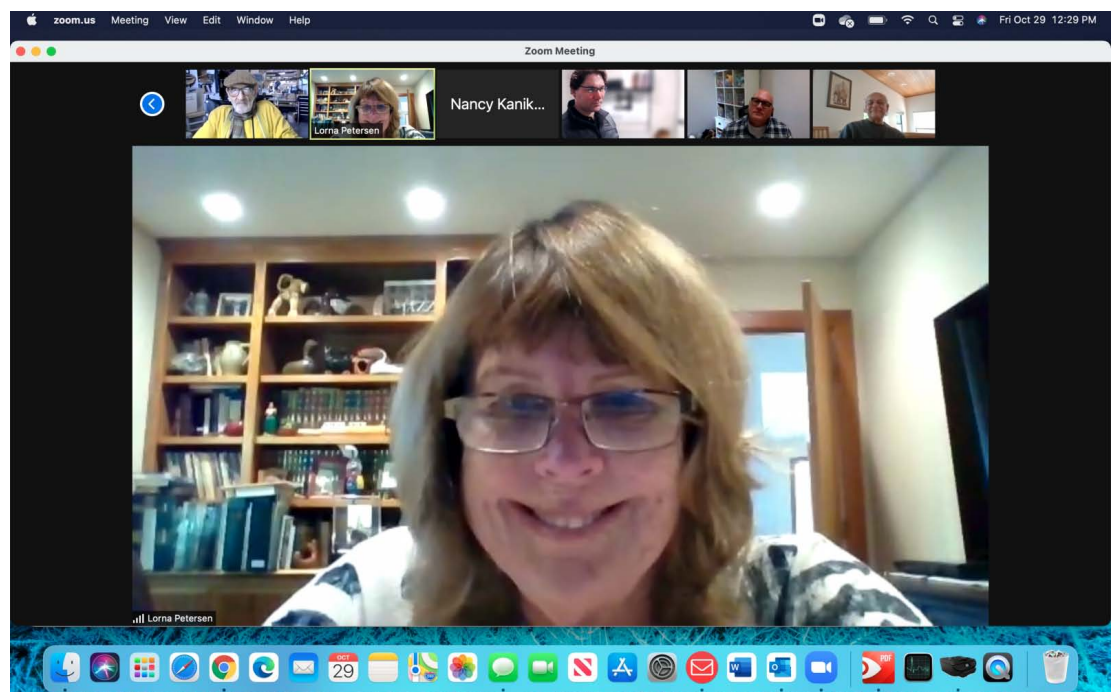 zoom.us Meeting View Edit Window Help Fri Oct 29 12:29 PM
Zoom Meeting
Lorna Petersen
Nancy Kanik...
Lorna Petersen
OCT
29
PDF